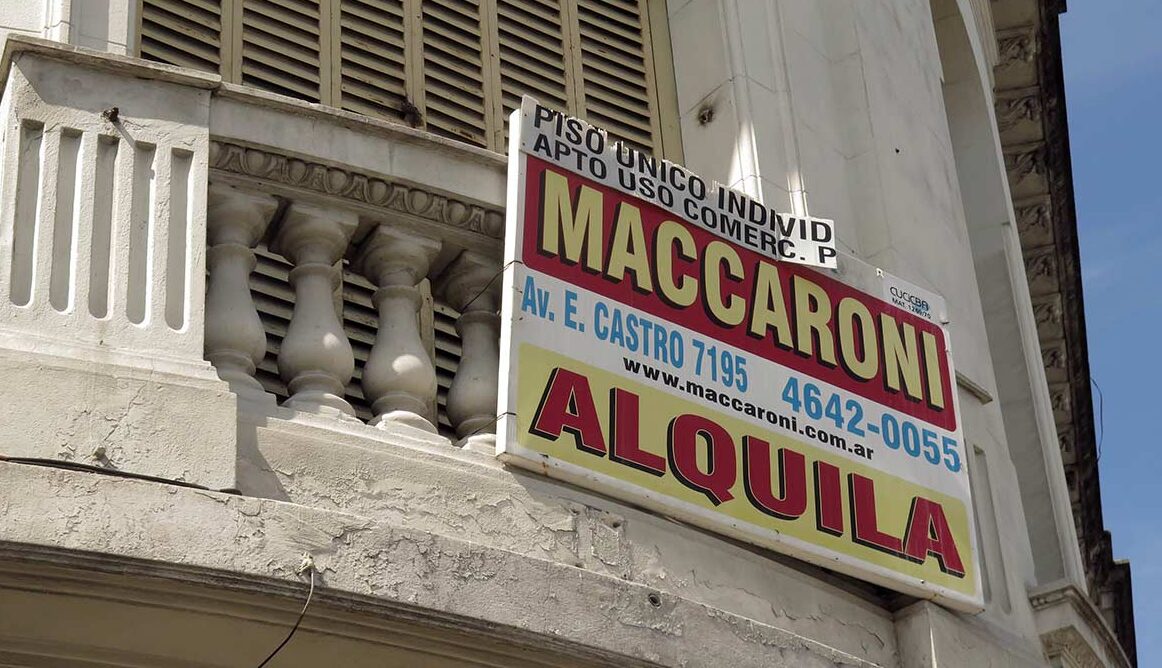 PISO UNICO INDIVID
APTO USO COMERC. P
MACCARONI
CUCICBA
Av. E. CASTRO 7195
4642-0055
www.maccaroni.com.ar
ALQUILA